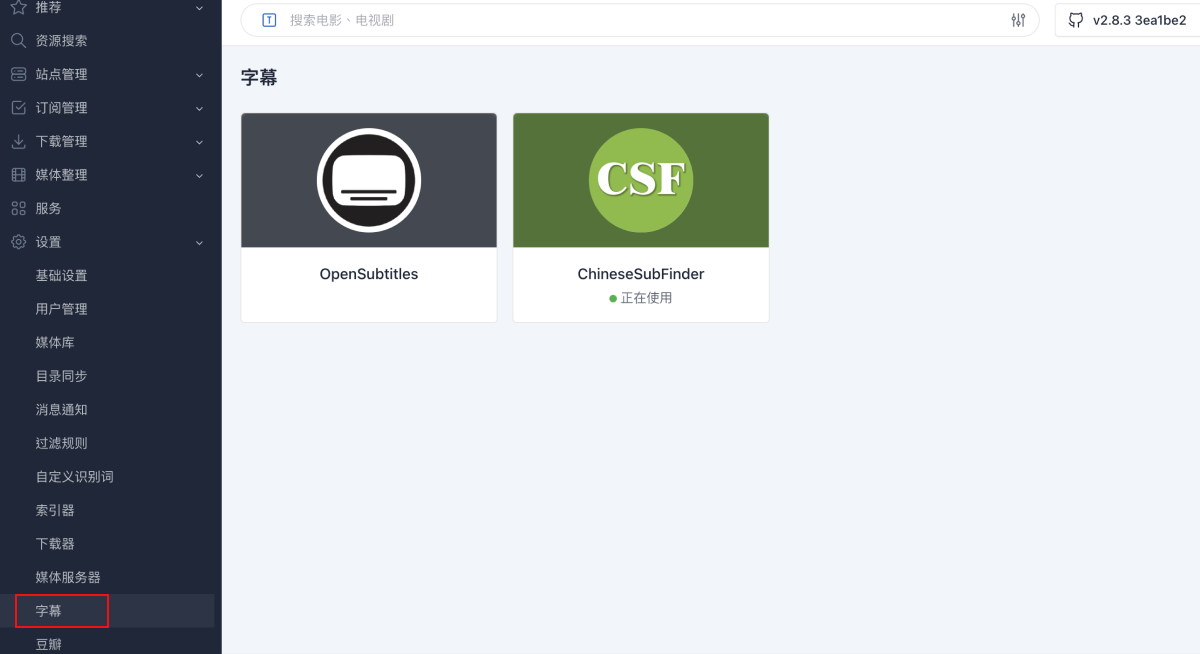 推荐
资源搜索
站点管理
订阅管理
下载管理
媒体整理
服务
设置
基础设置
用户管理
媒体库
目录同步
消息通知
过滤规则
自定义识别词
索引器
下载器
媒体服务器
字幕
豆瓣
T 搜索电影、电视剧
v2.8.3 3ea1be2
字幕
OpenSubtitles
CSF
ChineseSubFinder
正在使用